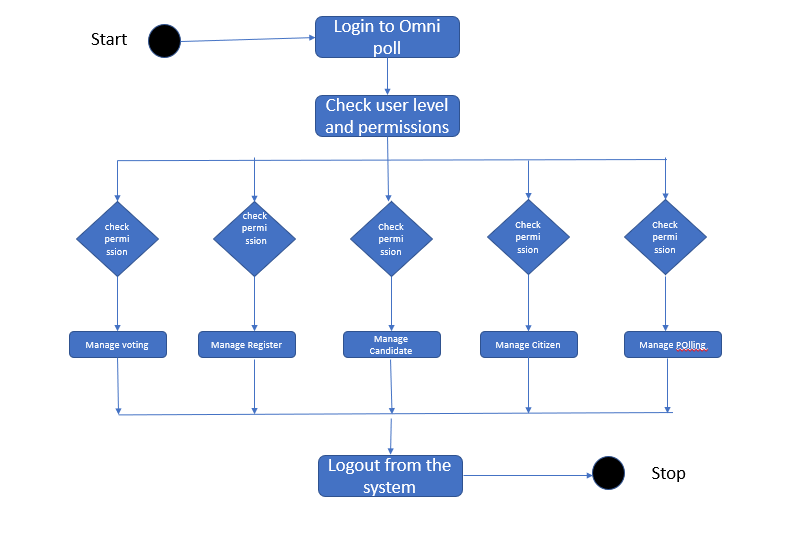 Start
Login to Omni
poll
Check user level
and permissions
check
permi
ssion
check
permi
ssion
Check
permi
ssion
Check
permi
ssion
Check
permi
ssion
Manage voting
Manage Register
Manage
Candidate
Manage Citizen
Manage POlling
Logout from the
system
Stop